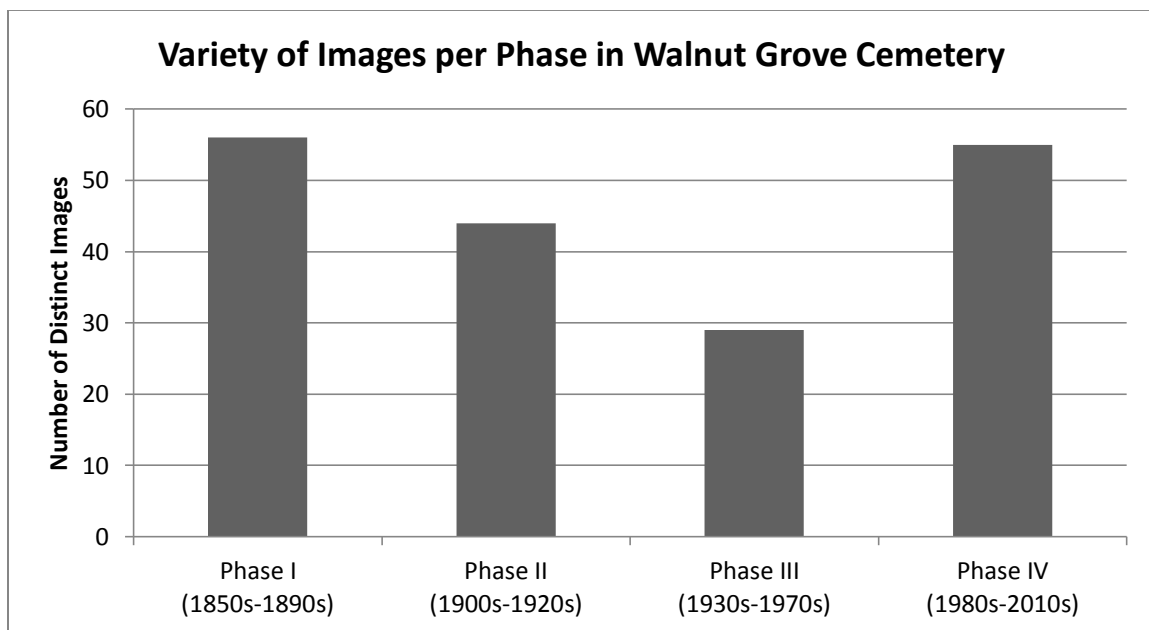 Variety of Images per Phase in Walnut Grove Cemetery
Number of Distinct Images
60
50
40
30
20
10
0
Phase I
(1850s-1890s)
Phase II
(1900s-1920s)
Phase III
(1930s-1970s)
Phase IV
(1980s-2010s)